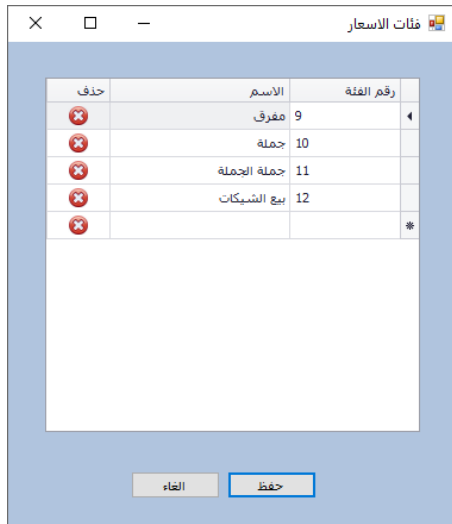 فئات الاسعار
رقم الفئة الاسم حذف
9 مفرق
10 جملة
11 جملة الجملة
12 بيع الشيكات
حفظ الغاء